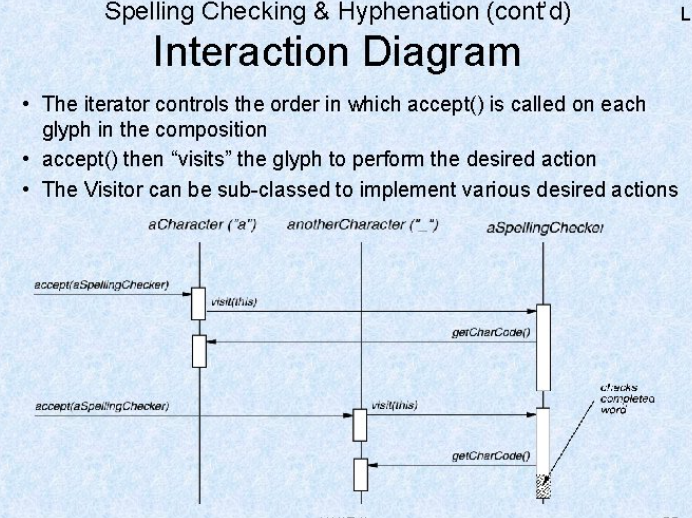 Spelling Checking & Hyphenation (cont'd)
L
Interaction Diagram
• The iterator controls the order in which accept() is called on each
glyph in the composition
• accept() then “visits” the glyph to perform the desired action
• The Visitor can be sub-classed to implement various desired actions
aCharacter ("a") anotherCharacter ("_") aSpellingChecker
accept(aSpellingChecker)
visit(this)
getCharCode()
checks
completed
word
accept(aSpellingChecker) visit(this)
getCharCode()